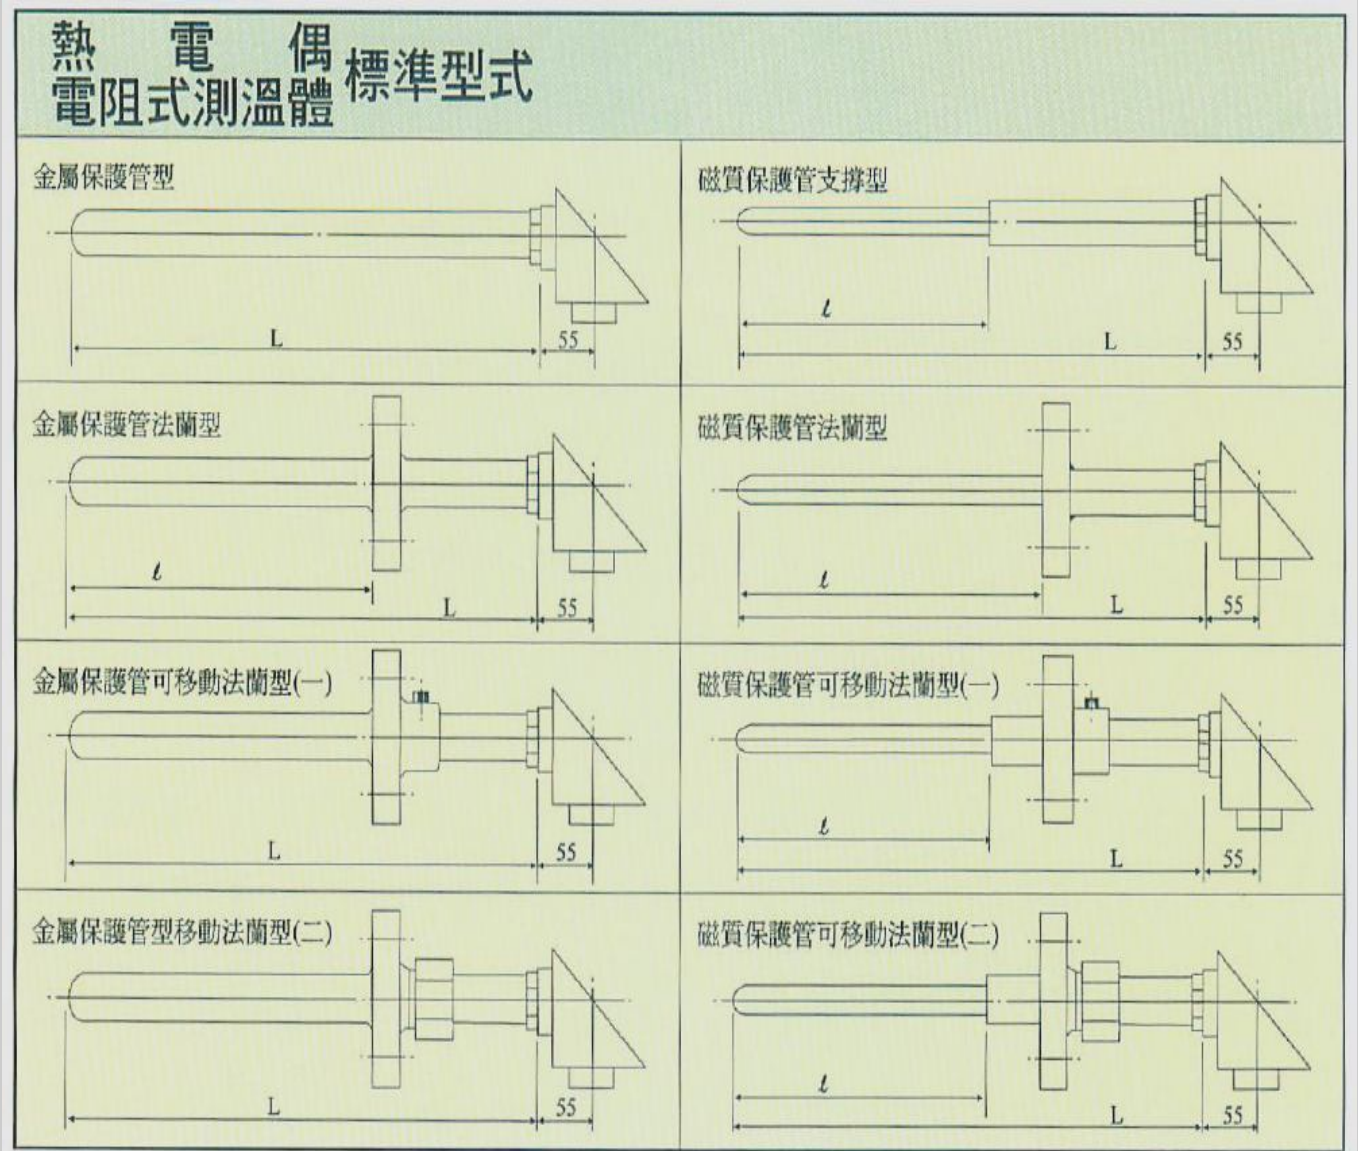 熱電偶
電阻式測溫體
標準型式
金屬保護管型
L
55
磁質保護管支撐型
ℓ
L
55
金屬保護管法蘭型
ℓ
L
55
磁質保護管法蘭型
ℓ
L
55
金屬保護管可移動法蘭型(一)
L
55
磁質保護管可移動法蘭型(一)
ℓ
L
55
金屬保護管型移動法蘭型(二)
L
55
磁質保護管可移動法蘭型(二)
ℓ
L
55